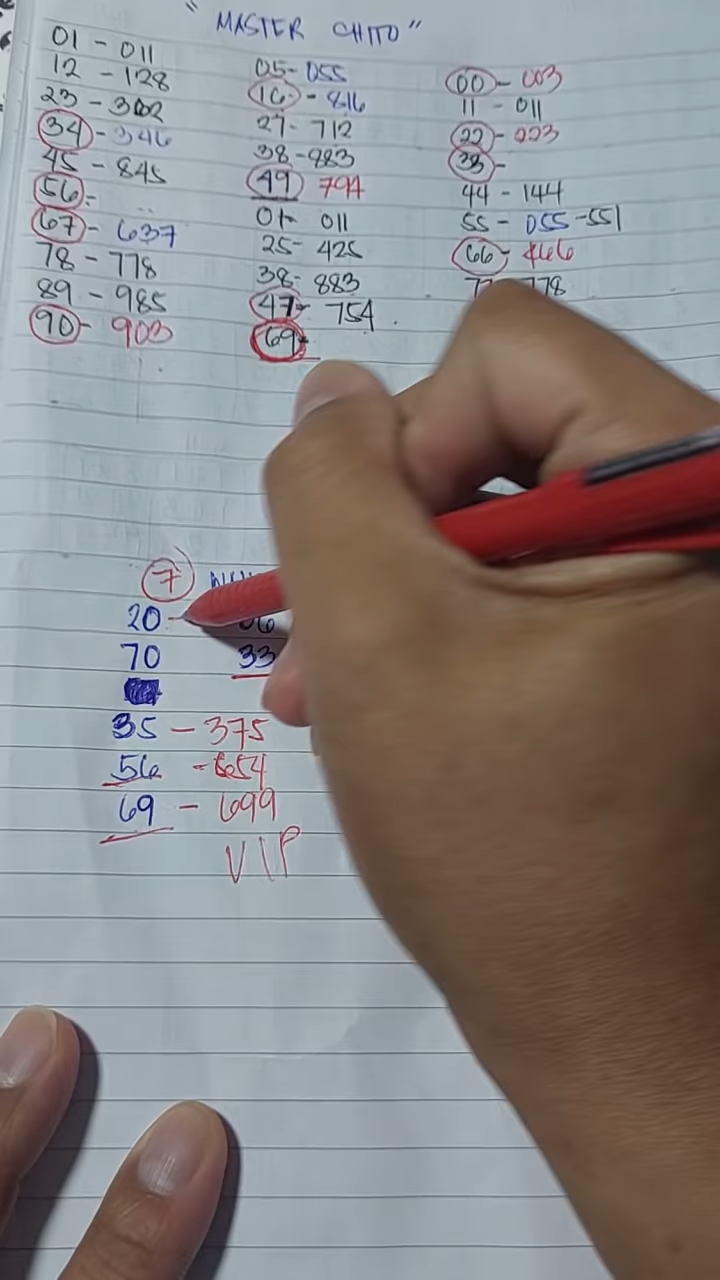 "MASTER CHITO"
01 - 011
12 - 128
23 - 302
34 - 346
45 - 845
56 -
67 - 637
78 - 778
89 - 985
90 - 903
05 - 055
16 - 816
27 - 712
38 - 883
49 794
01 - 011
25 - 425
38 - 883
47 - 754
69 -
00 - 003
11 - 011
22 - 223
33 -
44 - 144
55 - 055 - 551
66 - 466
778
7
20 -
70 33
35 - 375
56 - 654
69 - 699
VIP